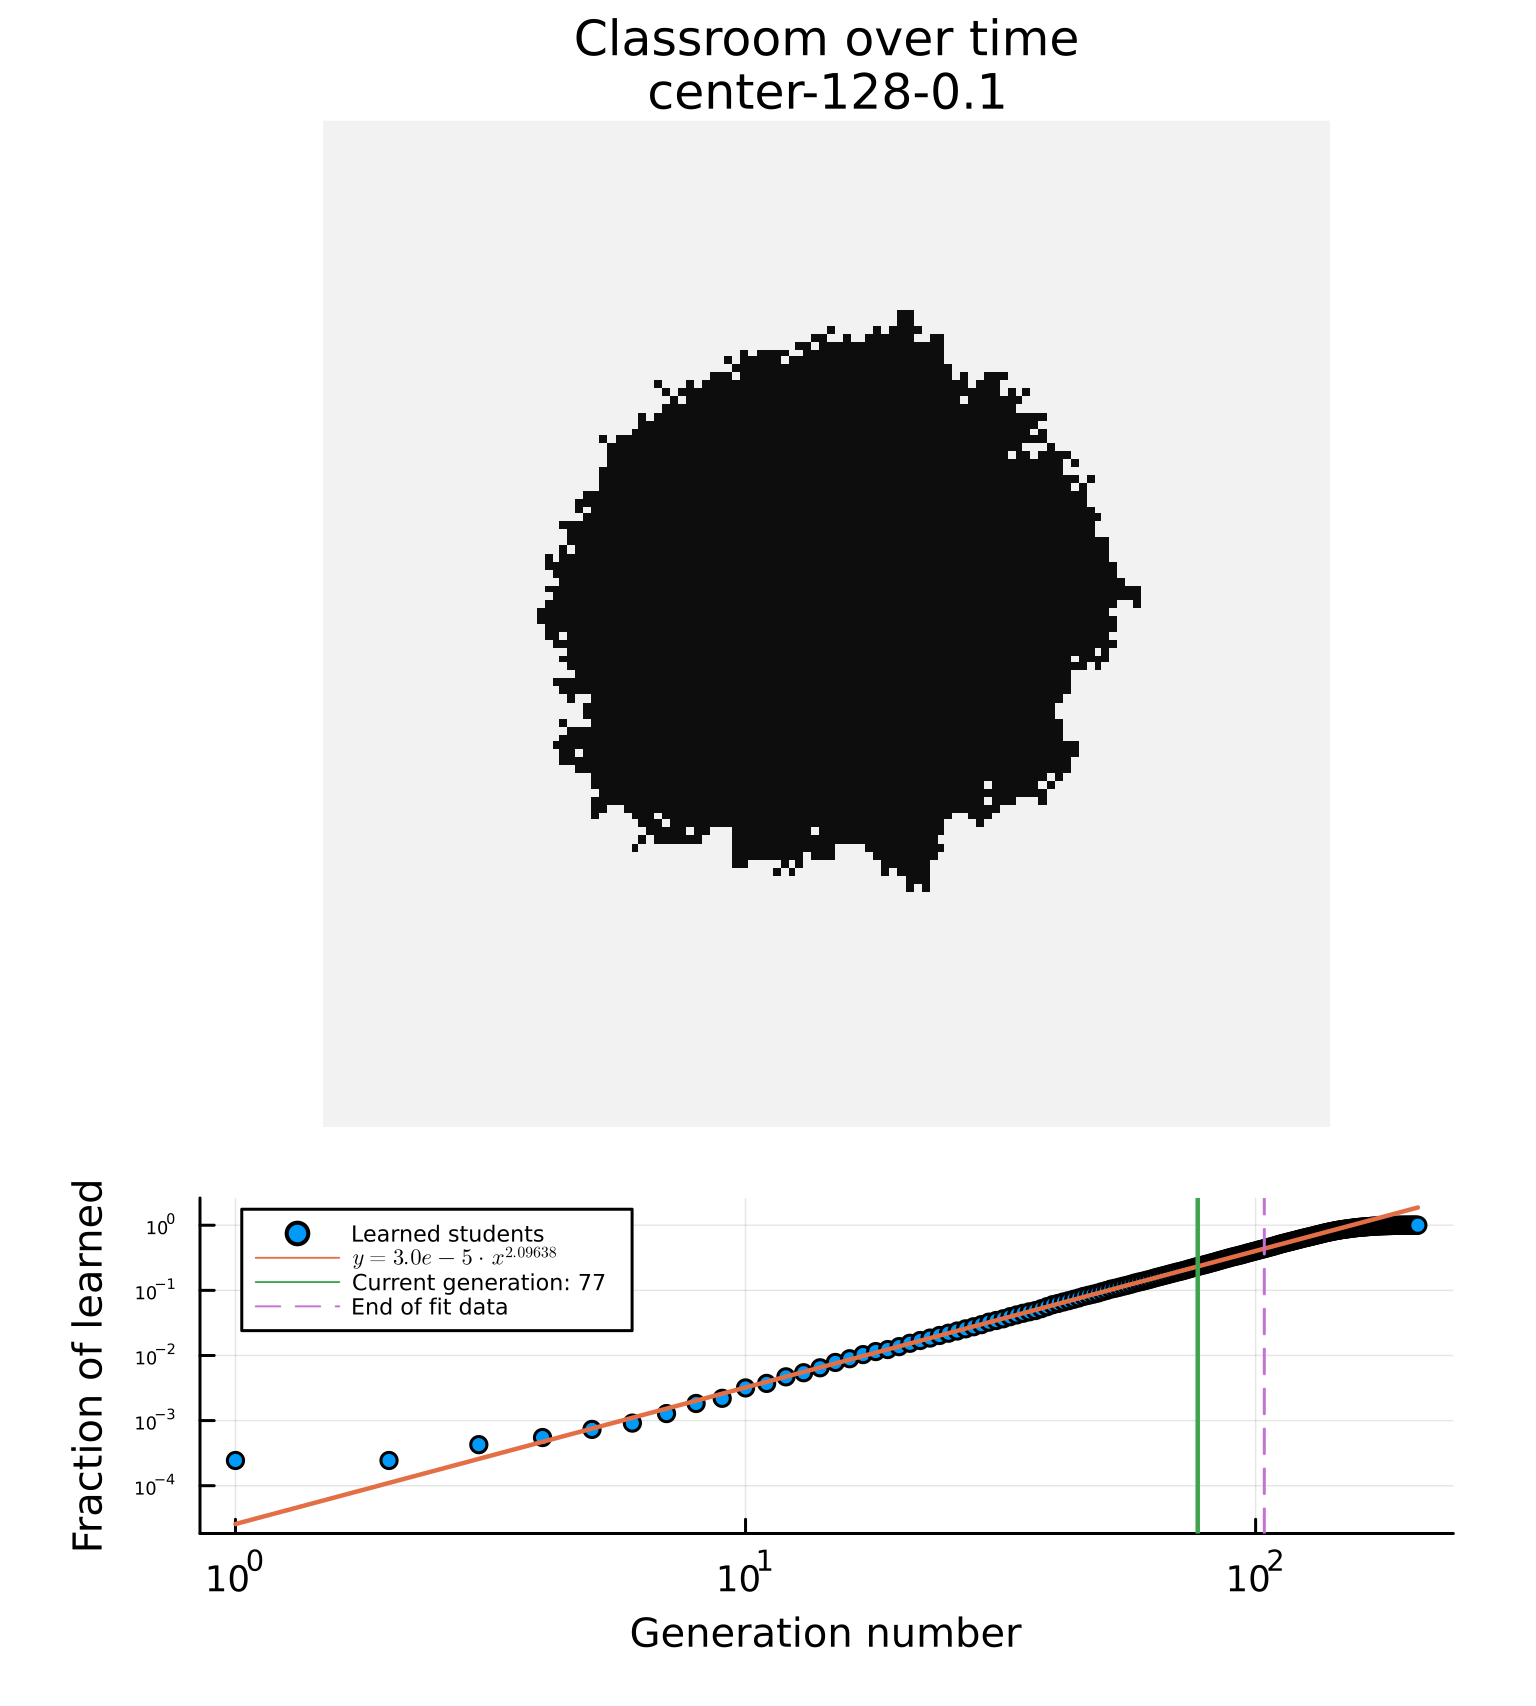 Classroom over time
center-128-0.1
Fraction of learned
10^0
10^-1
10^-2
10^-3
10^-4
Learned students
y = 3.0e − 5 · x^2.09638
Current generation: 77
End of fit data
10^0 10^1 10^2
Generation number